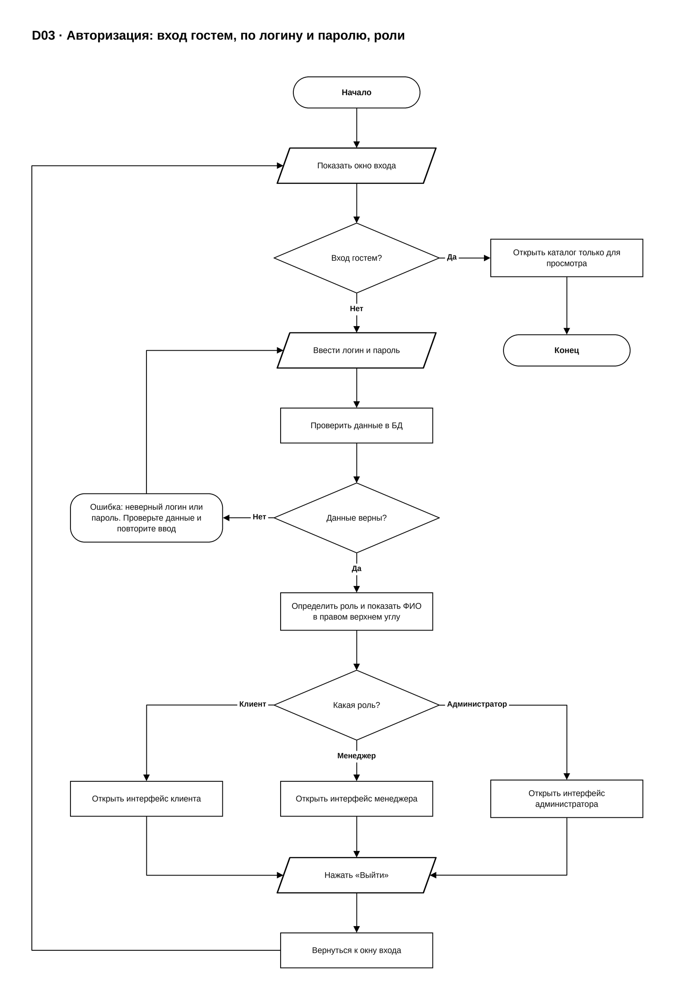 D03 · Авторизация: вход гостем, по логину и паролю, роли
Начало
Показать окно входа
Вход гостем?
Да
Открыть каталог только для
просмотра
Нет
Ввести логин и пароль
Конец
Проверить данные в БД
Ошибка: неверный логин или
пароль. Проверьте данные и
повторите ввод
Нет
Данные верны?
Да
Определить роль и показать ФИО
в правом верхнем углу
Клиент
Какая роль?
Администратор
Менеджер
Открыть интерфейс клиента
Открыть интерфейс менеджера
Открыть интерфейс
администратора
Нажать «Выйти»
Вернуться к окну входа